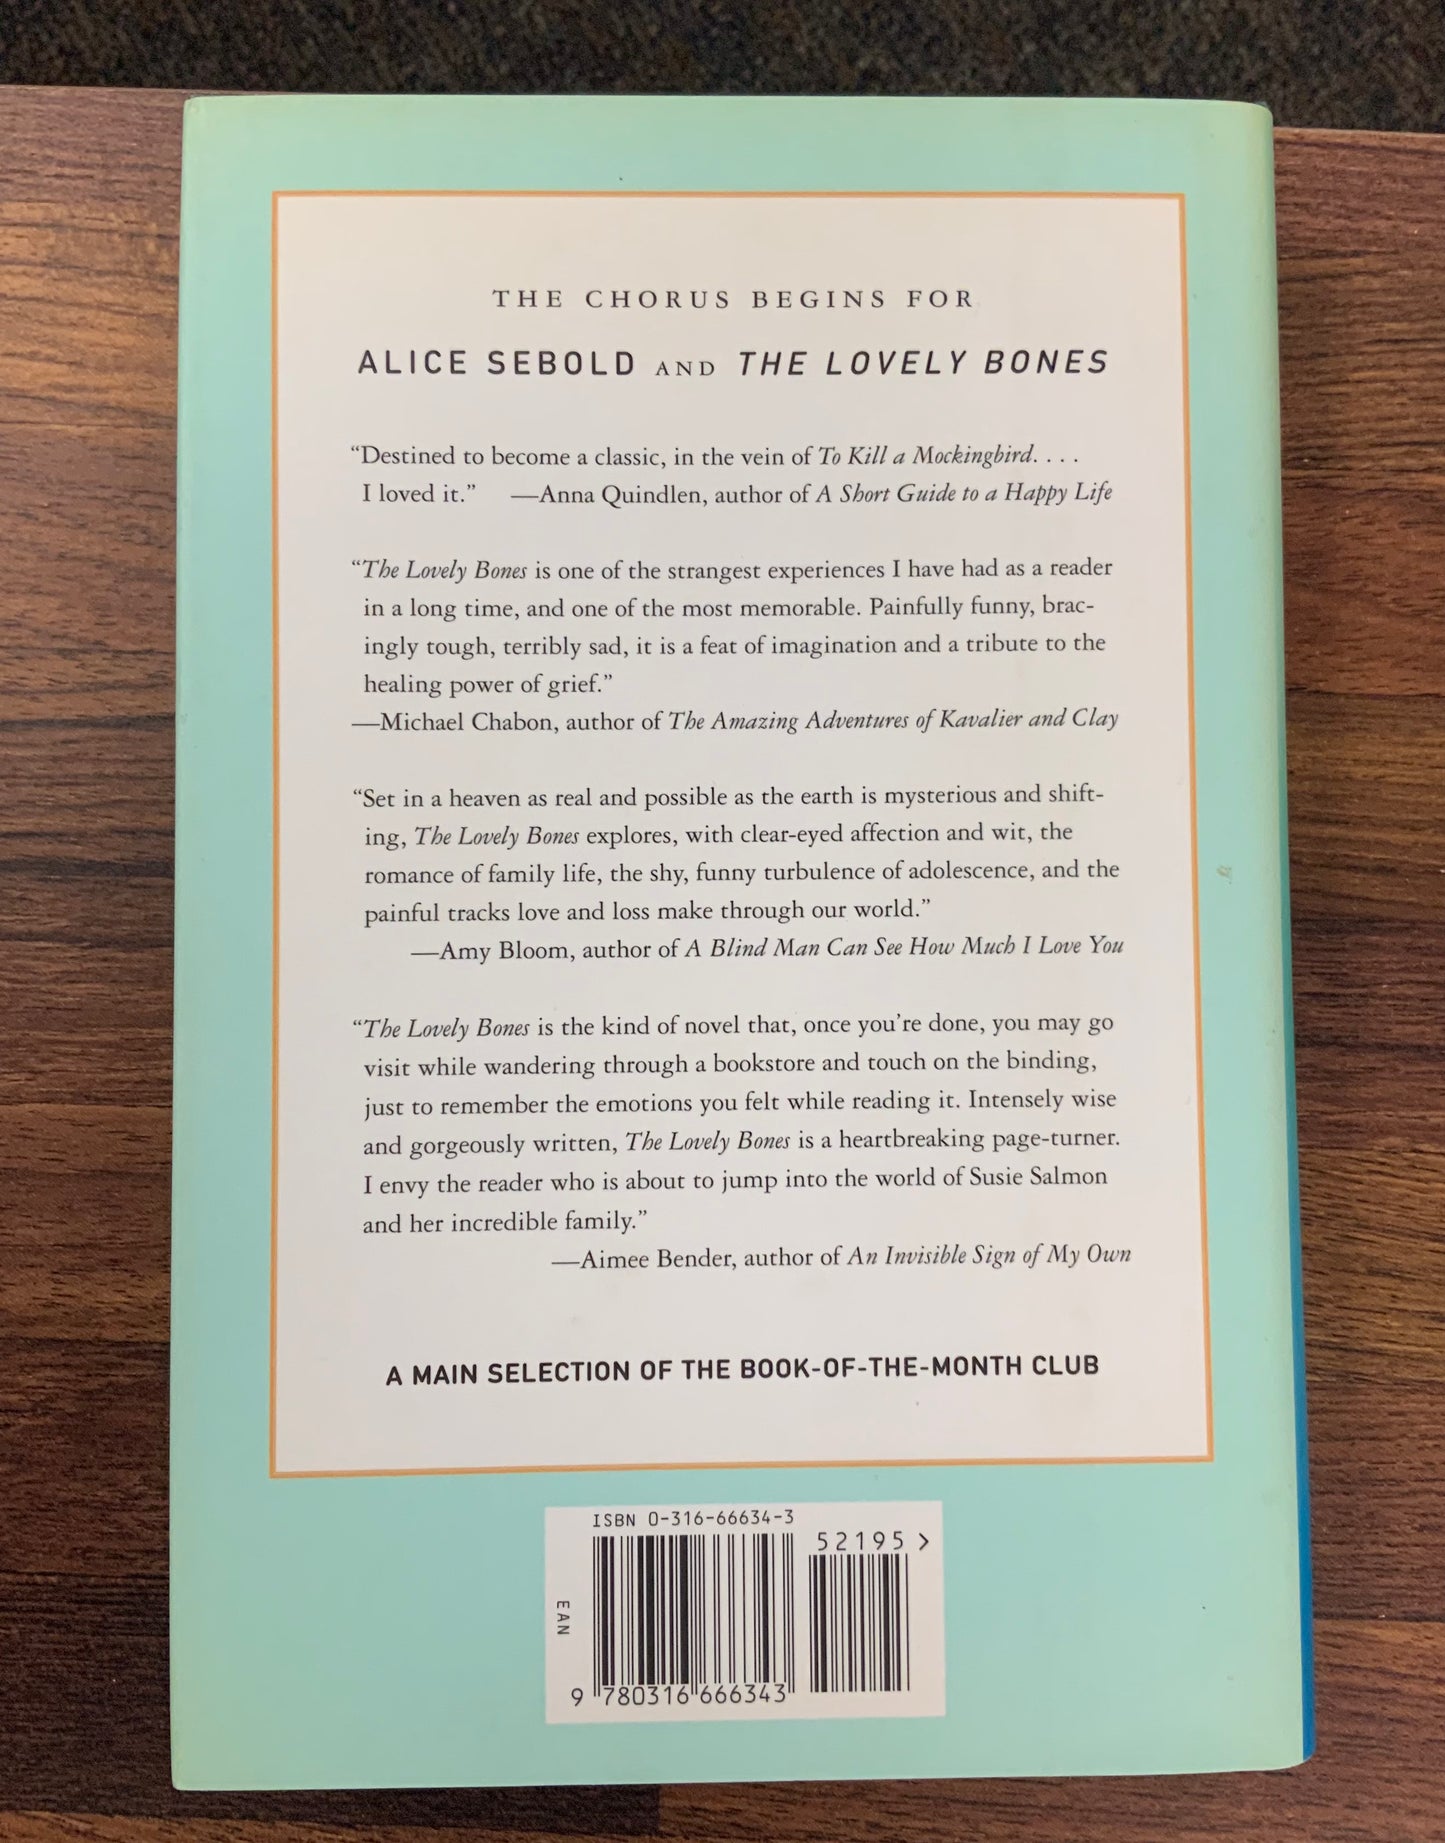 THE CHORUS BEGINS FOR
ALICE SEBOLD AND THE LOVELY BONES
“Destined to become a classic, in the vein of To Kill a Mockingbird. . . .
I loved it.” —Anna Quindlen, author of A Short Guide to a Happy Life
“The Lovely Bones is one of the strangest experiences I have had as a reader
in a long time, and one of the most memorable. Painfully funny, brac-
ingly tough, terribly sad, it is a feat of imagination and a tribute to the
healing power of grief.”
—Michael Chabon, author of The Amazing Adventures of Kavalier and Clay
“Set in a heaven as real and possible as the earth is mysterious and shift-
ing, The Lovely Bones explores, with clear-eyed affection and wit, the
romance of family life, the shy, funny turbulence of adolescence, and the
painful tracks love and loss make through our world.”
—Amy Bloom, author of A Blind Man Can See How Much I Love You
“The Lovely Bones is the kind of novel that, once you’re done, you may go
visit while wandering through a bookstore and touch on the binding,
just to remember the emotions you felt while reading it. Intensely wise
and gorgeously written, The Lovely Bones is a heartbreaking page-turner.
I envy the reader who is about to jump into the world of Susie Salmon
and her incredible family.”
—Aimee Bender, author of An Invisible Sign of My Own
A MAIN SELECTION OF THE BOOK-OF-THE-MONTH CLUB
ISBN 0-316-66634-3
52195 >
EAN
9 780316 666343